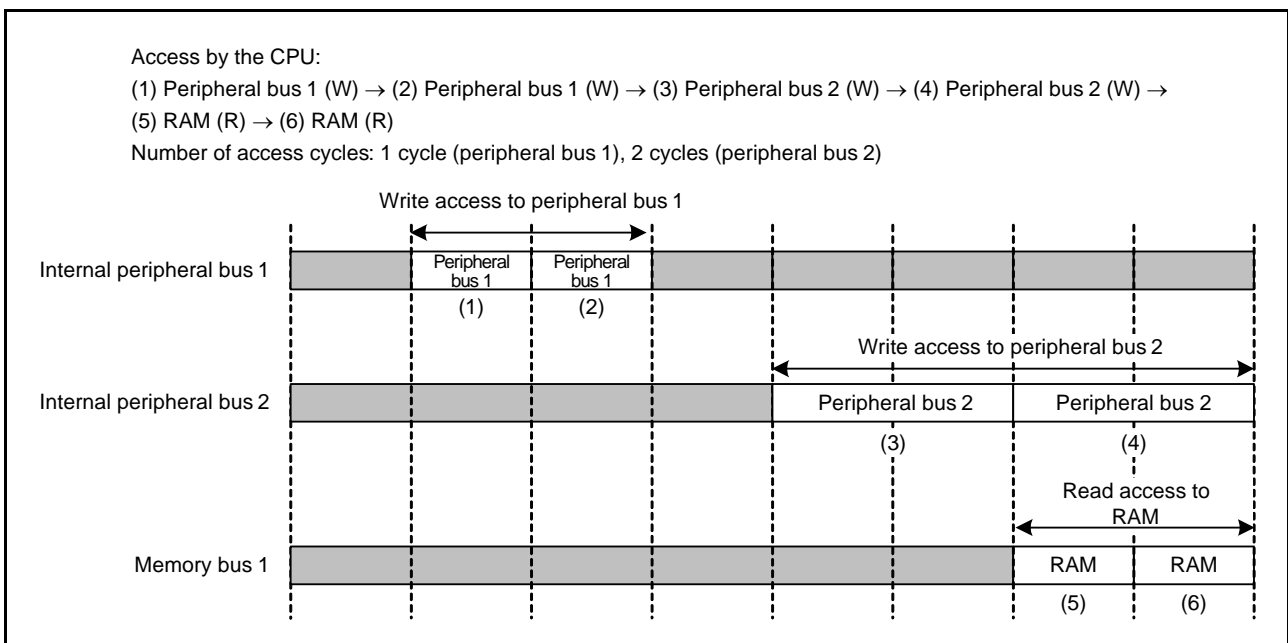 Access by the CPU:
(1) Peripheral bus 1 (W) → (2) Peripheral bus 1 (W) → (3) Peripheral bus 2 (W) → (4) Peripheral bus 2 (W) →
(5) RAM (R) → (6) RAM (R)
Number of access cycles: 1 cycle (peripheral bus 1), 2 cycles (peripheral bus 2)
Write access to peripheral bus 1
Internal peripheral bus 1
Peripheral
bus 1
Peripheral
bus 1
(1)
(2)
Write access to peripheral bus 2
Internal peripheral bus 2
Peripheral bus 2
Peripheral bus 2
(3)
(4)
Read access to
RAM
Memory bus 1
RAM
RAM
(5)
(6)